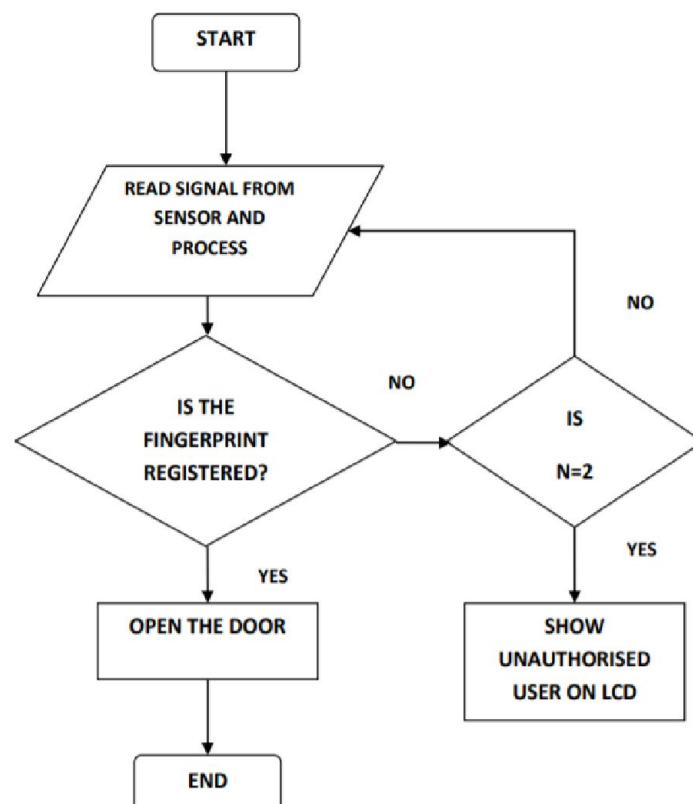 START
READ SIGNAL FROM
SENSOR AND
PROCESS
NO
IS THE
FINGERPRINT
REGISTERED?
NO
IS
N=2
YES
YES
OPEN THE DOOR
SHOW
UNAUTHORISED
USER ON LCD
END